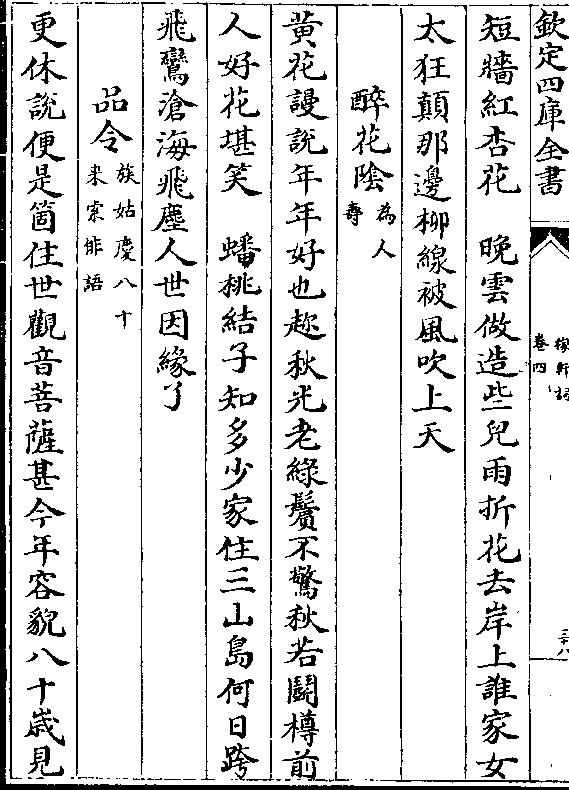 欽定四庫全書
稼軒詞
卷四
三十八
短牆紅杏花　晚雲做造些兒雨折花去岸上誰家女
太狂顛那邊柳線被風吹上天
醉花陰為人壽
黄花謾說年年好也趂秋光老綠鬢不驚秋若鬬樽前
人好花堪笑　蟠桃結子知多少家住三山島何日跨
飛鸞滄海飛塵人世因緣了
品令族姑慶八十來索俳語
更休說便是箇住世觀音菩薩甚今年容貌八十歲見